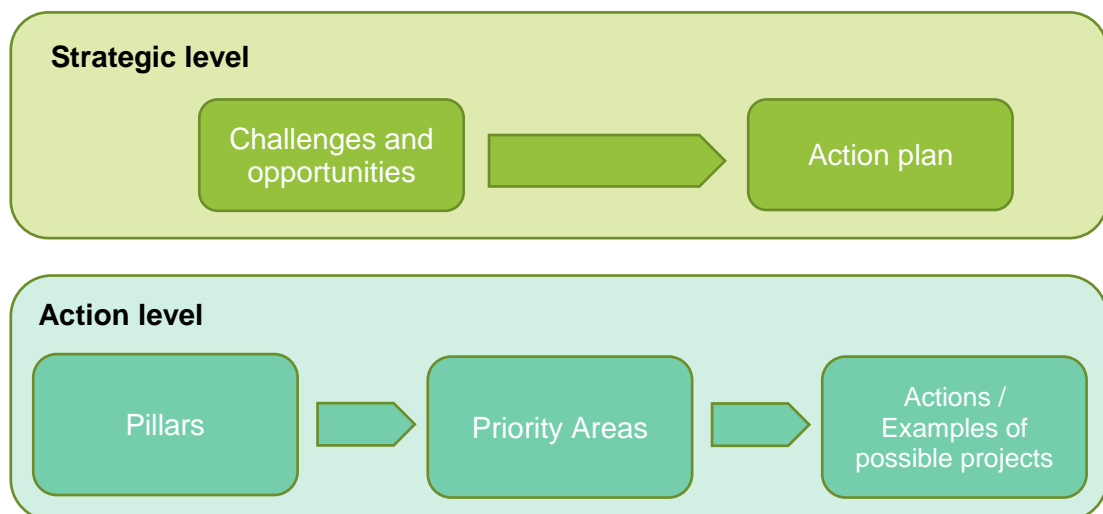 Strategic level
Challenges and
opportunities
Action plan
Action level
Pillars
Priority Areas
Actions /
Examples of
possible projects